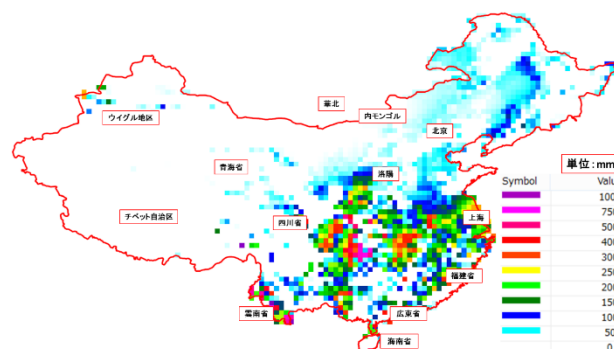 華北
内モンゴル
ウイグル地区
北京
青海省
洛陽
チベット自治区
四川省
上海
福建省
雲南省
広東省
海南省
単位:mm
Symbol
Valu
100
750
500
400
300
250
200
150
100
50
0